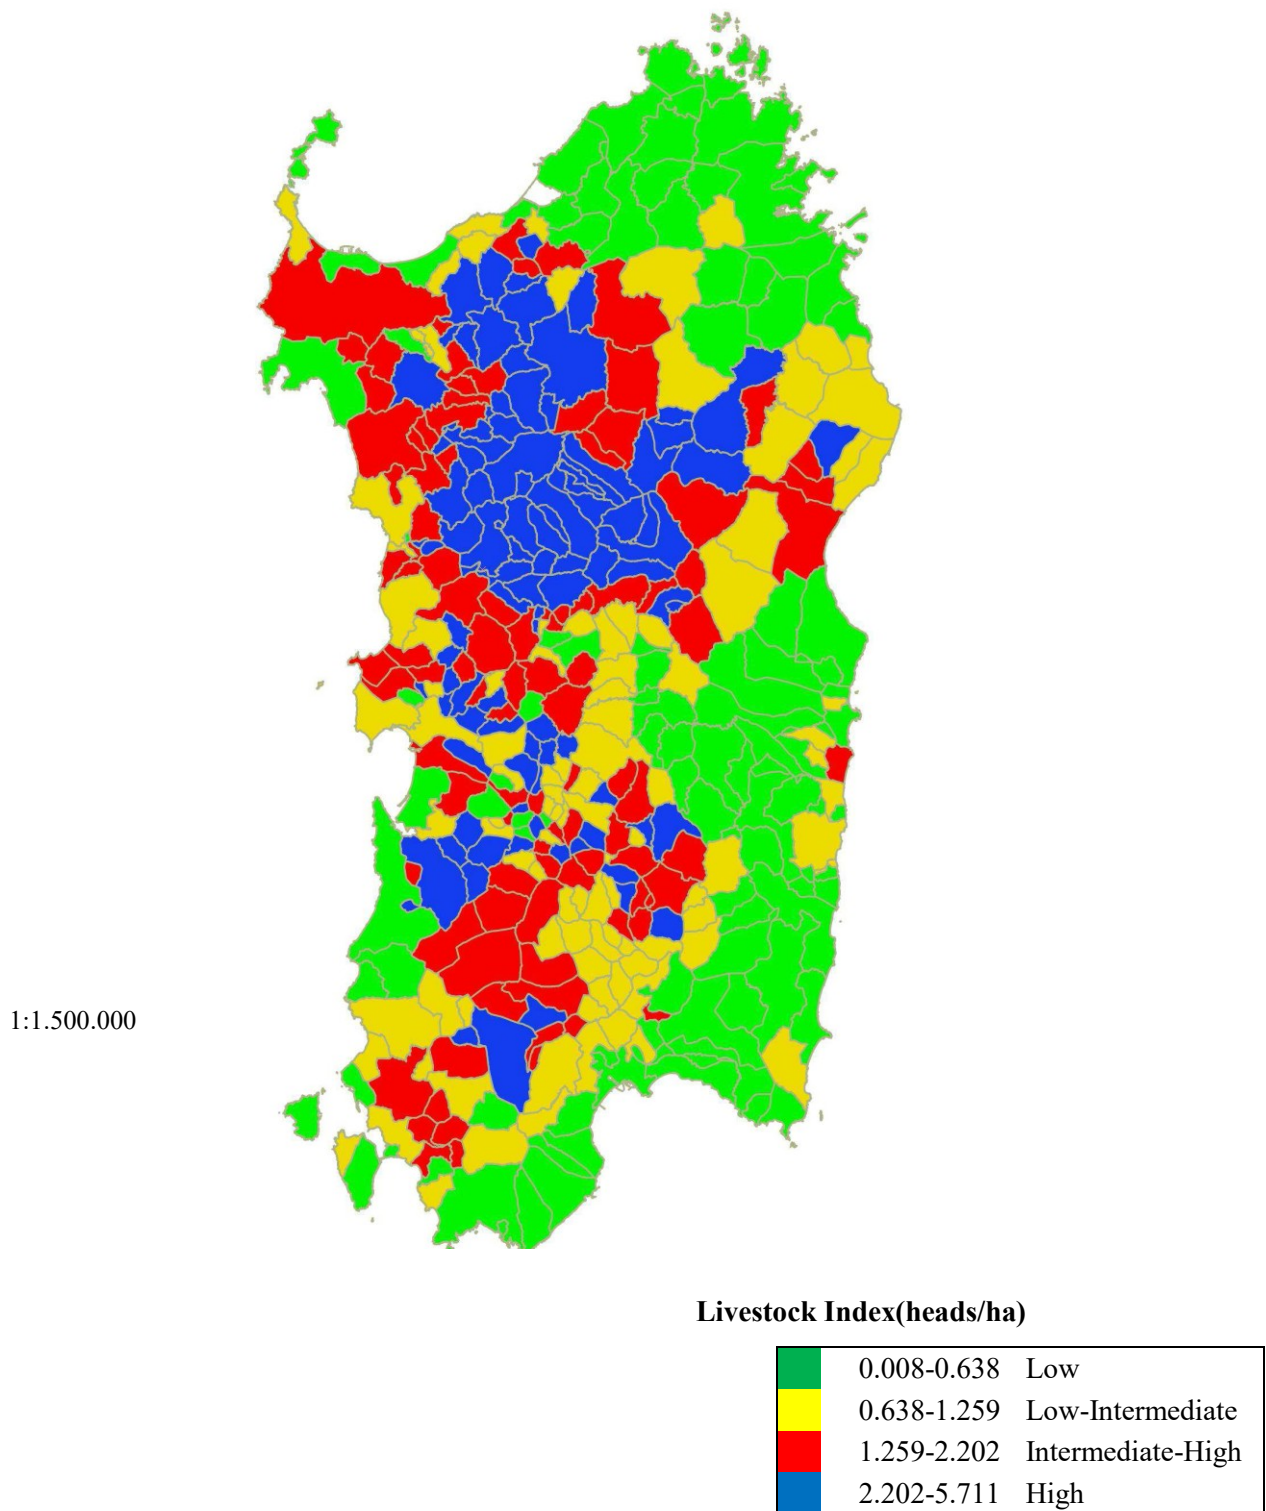 1:1.500.000
Livestock Index(heads/ha)
0.008-0.638 Low
0.638-1.259 Low-Intermediate
1.259-2.202 Intermediate-High
2.202-5.711 High